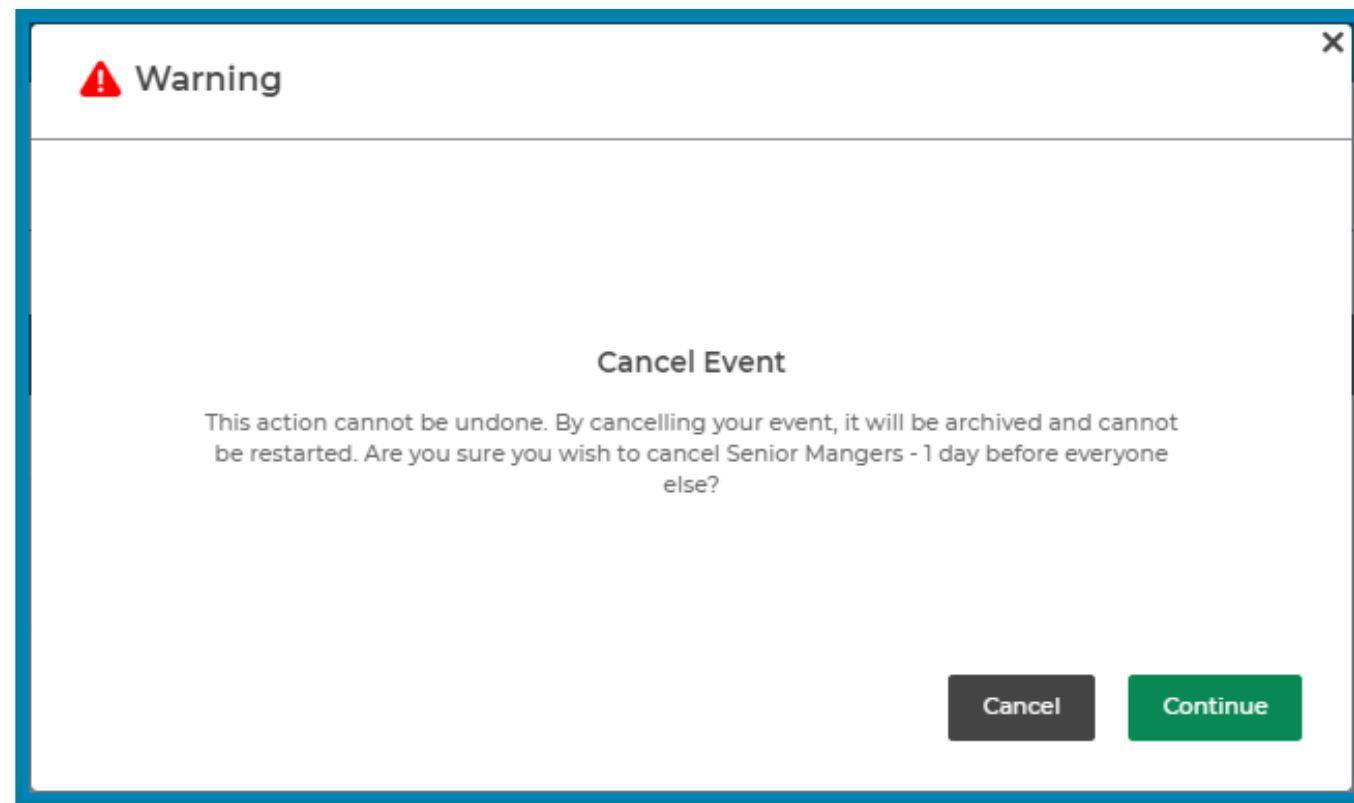 Warning
Cancel Event
This action cannot be undone. By cancelling your event, it will be archived and cannot
be restarted. Are you sure you wish to cancel Senior Mangers - 1 day before everyone
else?
Cancel
Continue